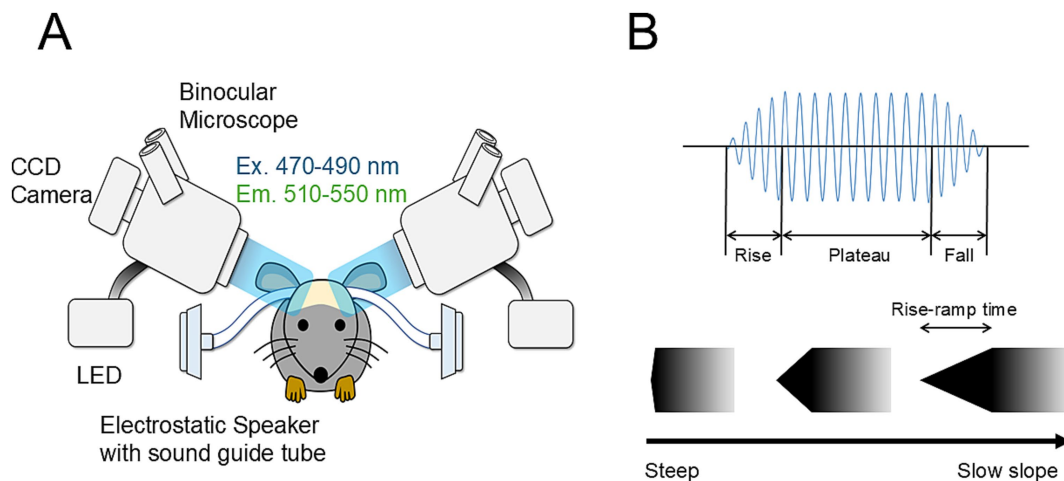 A
Binocular
Microscope
CCD
Camera
Ex. 470-490 nm
Em. 510-550 nm
LED
Electrostatic Speaker
with sound guide tube
B
Rise
Plateau
Fall
Rise-ramp time
Steep
Slow slope